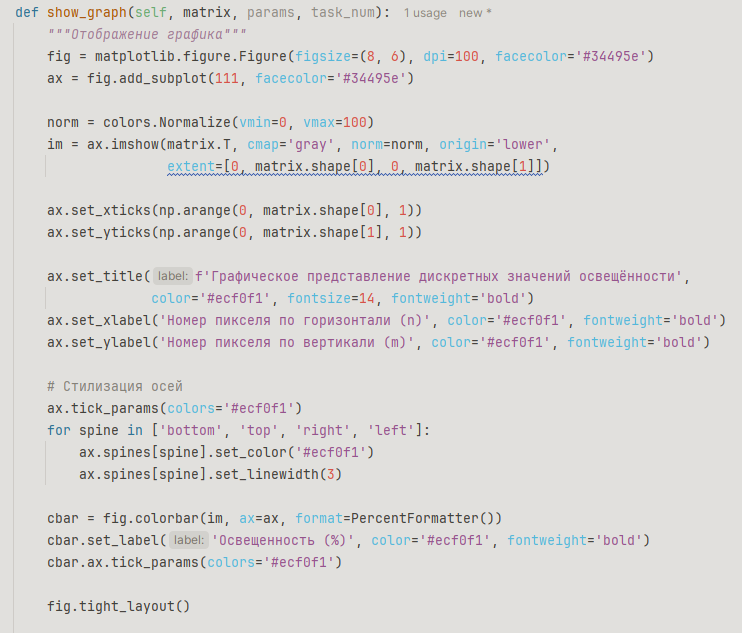 def show_graph(self, matrix, params, task_num): 1 usage new *
"""Отображение графика"""
fig = matplotlib.figure.Figure(figsize=(8, 6), dpi=100, facecolor='#34495e')
ax = fig.add_subplot(111, facecolor='#34495e')
norm = colors.Normalize(vmin=0, vmax=100)
im = ax.imshow(matrix.T, cmap='gray', norm=norm, origin='lower',
extent=[0, matrix.shape[0], 0, matrix.shape[1]])
ax.set_xticks(np.arange(0, matrix.shape[0], 1))
ax.set_yticks(np.arange(0, matrix.shape[1], 1))
ax.set_title( label: f'Графическое представление дискретных значений освещённости',
color='#ecf0f1', fontsize=14, fontweight='bold')
ax.set_xlabel('Номер пикселя по горизонтали (n)', color='#ecf0f1', fontweight='bold')
ax.set_ylabel('Номер пикселя по вертикали (m)', color='#ecf0f1', fontweight='bold')
# Стилизация осей
ax.tick_params(colors='#ecf0f1')
for spine in ['bottom', 'top', 'right', 'left']:
ax.spines[spine].set_color('#ecf0f1')
ax.spines[spine].set_linewidth(3)
cbar = fig.colorbar(im, ax=ax, format=PercentFormatter())
cbar.set_label( label: 'Освещенность (%)', color='#ecf0f1', fontweight='bold')
cbar.ax.tick_params(colors='#ecf0f1')
fig.tight_layout()